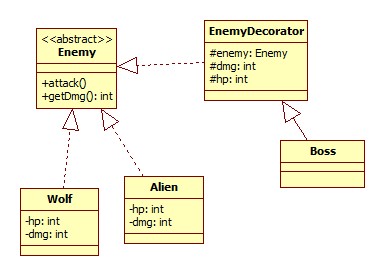 <<abstract>>
Enemy
+attack()
+getDmg(): int
EnemyDecorator
#enemy: Enemy
#dmg: int
#hp: int
Boss
Wolf
-hp: int
-dmg: int
Alien
-hp: int
-dmg: int